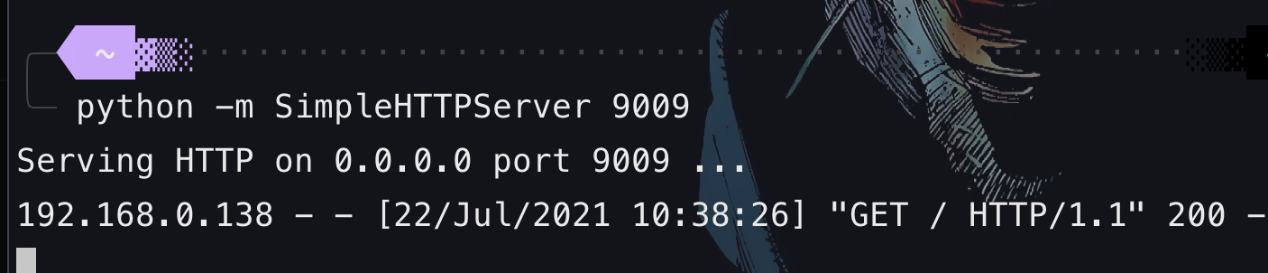 ~
python -m SimpleHTTPServer 9009
Serving HTTP on 0.0.0.0 port 9009 ...
192.168.0.138 - - [22/Jul/2021 10:38:26] "GET / HTTP/1.1" 200 -